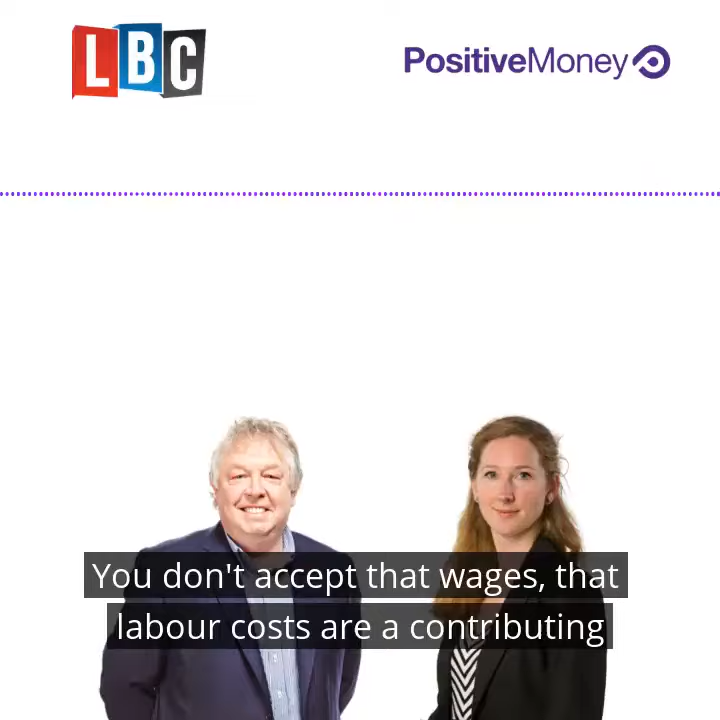 LBC
PositiveMoney
You don't accept that wages, that
labour costs are a contributing